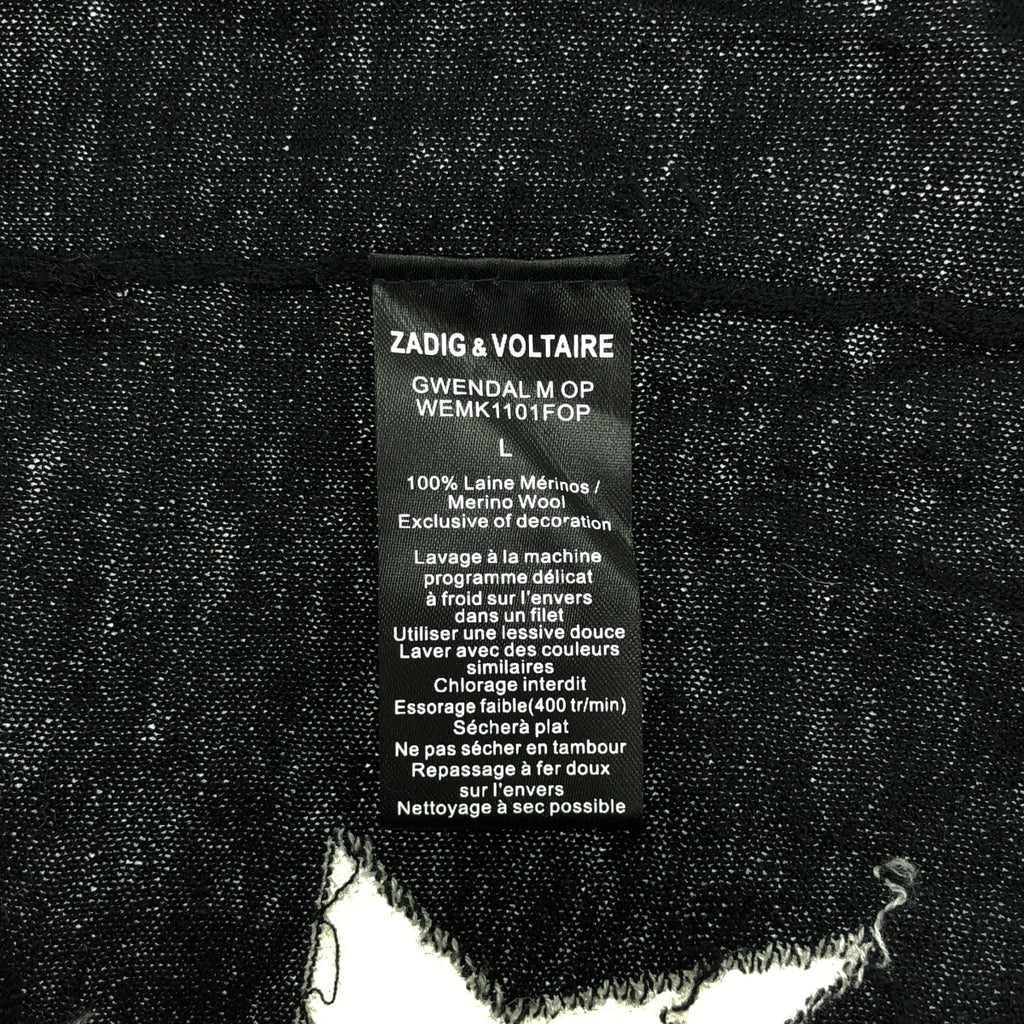 ZADIG & VOLTAIRE
GWENDAL M OP
WEMK1101FOP
L
100% Laine Mérinos /
Merino Wool
Exclusive of decoration
Lavage à la machine
programme délicat
à froid sur l'envers
dans un filet
Utiliser une lessive douce
Laver avec des couleurs
similaires
Chlorage interdit
Essorage faible(400 tr/min)
Sécherà plat
Ne pas sécher en tambour
Repassage à fer doux
sur l'envers
Nettoyage à sec possible